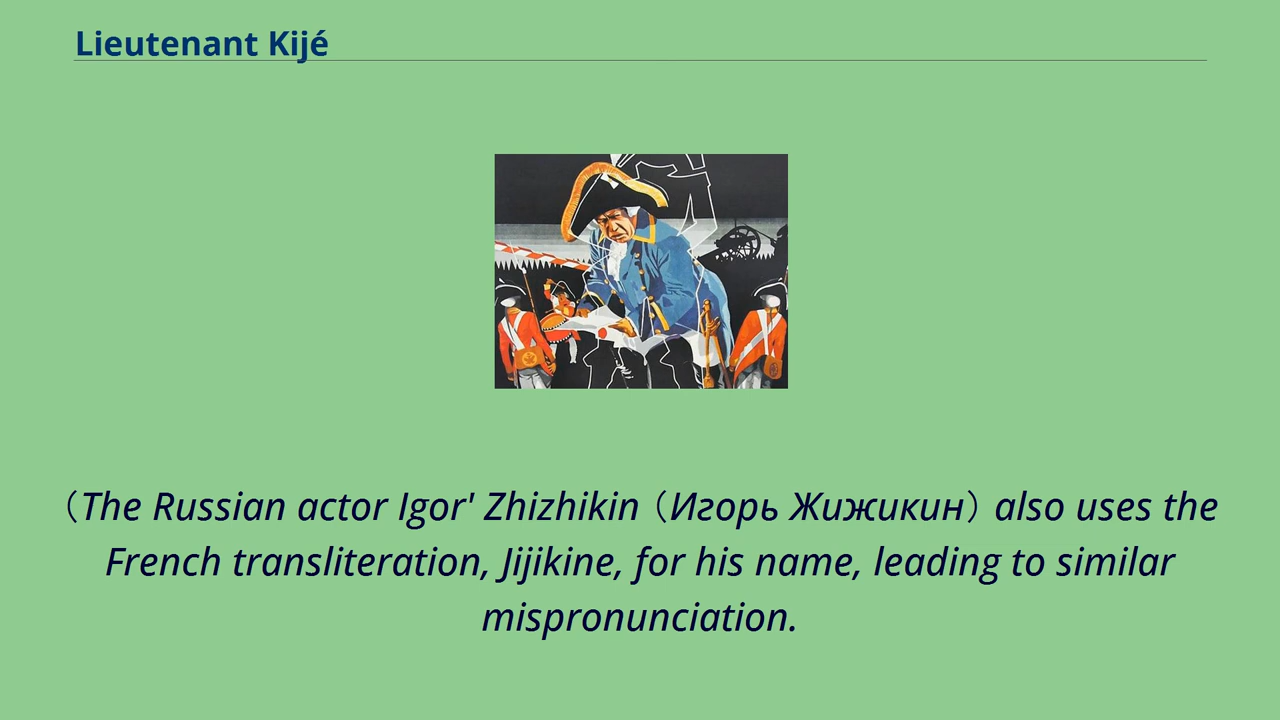 Lieutenant Kijé
（The Russian actor Igor' Zhizhikin （Игорь Жижикин） also uses the
French transliteration, Jijikine, for his name, leading to similar
mispronunciation.